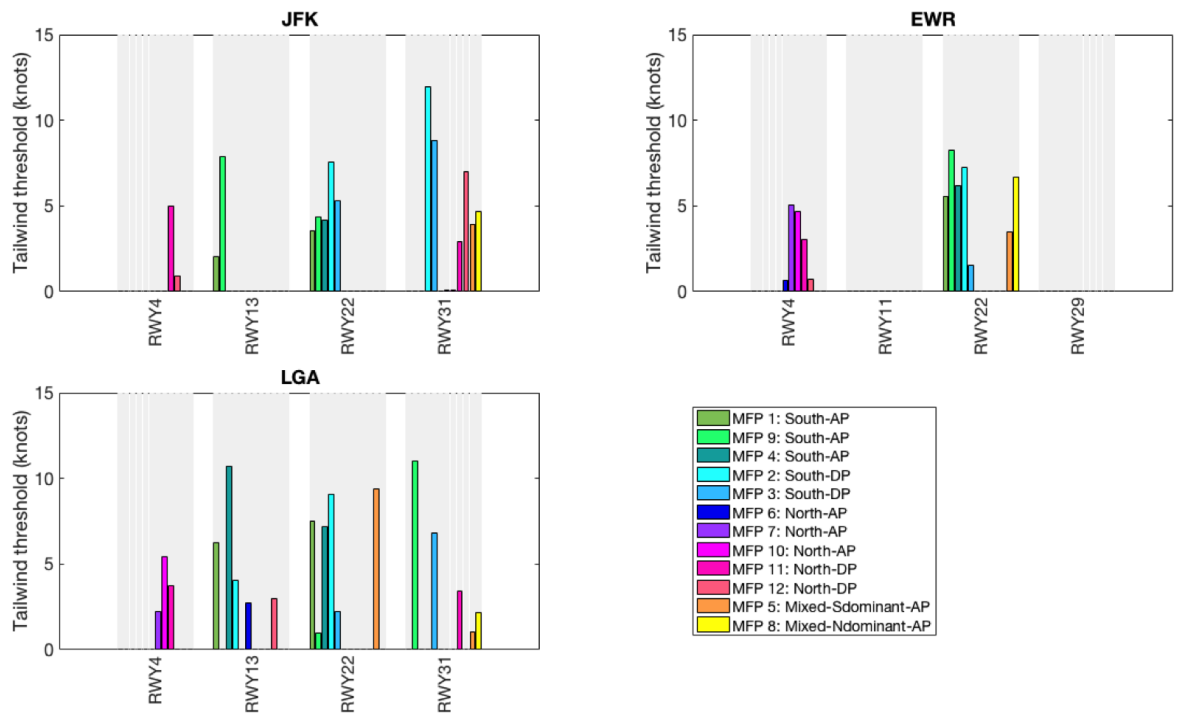 JFK
15
10
5
0
Tailwind threshold (knots)
RWY4
RWY13
RWY22
RWY31
EWR
15
10
5
0
Tailwind threshold (knots)
RWY4
RWY11
RWY22
RWY29
LGA
15
10
5
0
Tailwind threshold (knots)
RWY4
RWY13
RWY22
RWY31
MFP 1: South-AP
MFP 9: South-AP
MFP 4: South-AP
MFP 2: South-DP
MFP 3: South-DP
MFP 6: North-AP
MFP 7: North-AP
MFP 10: North-AP
MFP 11: North-DP
MFP 12: North-DP
MFP 5: Mixed-Sdominant-AP
MFP 8: Mixed-Ndominant-AP